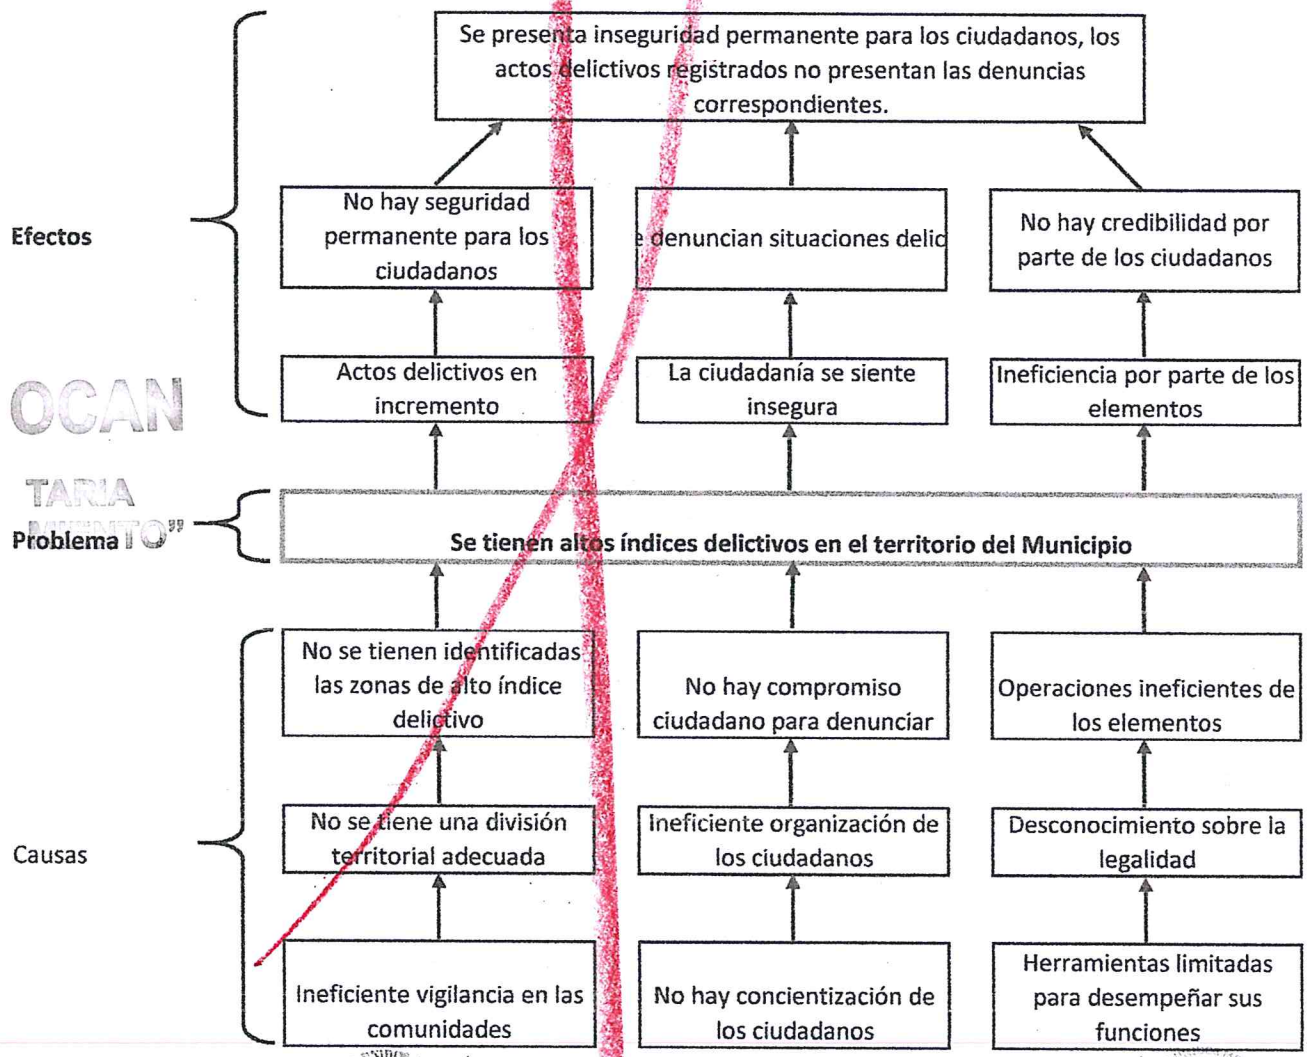 Se presenta inseguridad permanente para los ciudadanos, los
actos delictivos registrados no presentan las denuncias
correspondientes.
Efectos
No hay seguridad
permanente para los
ciudadanos
e denuncian situaciones delic
No hay credibilidad por
parte de los ciudadanos
Actos delictivos en
incremento
La ciudadanía se siente
insegura
Ineficiencia por parte de los
elementos
OCAN
TARIA
MIENTO”
Problema
Se tienen altos índices delictivos en el territorio del Municipio
No se tienen identificadas
las zonas de alto índice
delictivo
No hay compromiso
ciudadano para denunciar
Operaciones ineficientes de
los elementos
Causas
No se tiene una división
territorial adecuada
Ineficiente organización de
los ciudadanos
Desconocimiento sobre la
legalidad
Ineficiente vigilancia en las
comunidades
No hay concientización de
los ciudadanos
Herramientas limitadas
para desempeñar sus
funciones